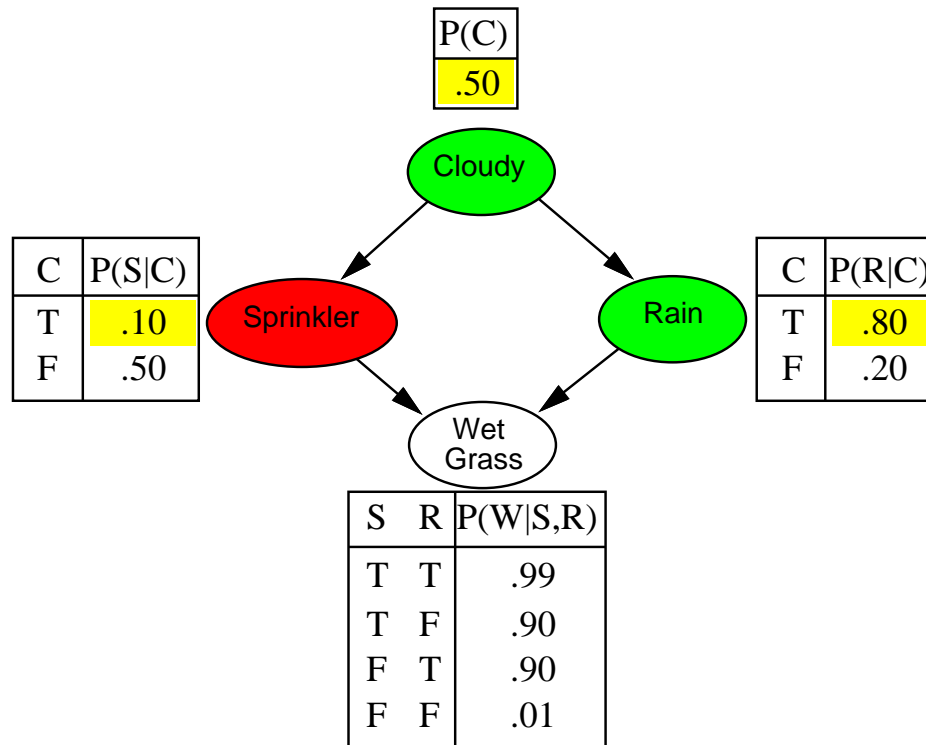 P(C)
.50
Cloudy
C P(S|C)
T .10
F .50
Sprinkler
Rain
C P(R|C)
T .80
F .20
Wet
Grass
S R P(W|S,R)
T T .99
T F .90
F T .90
F F .01